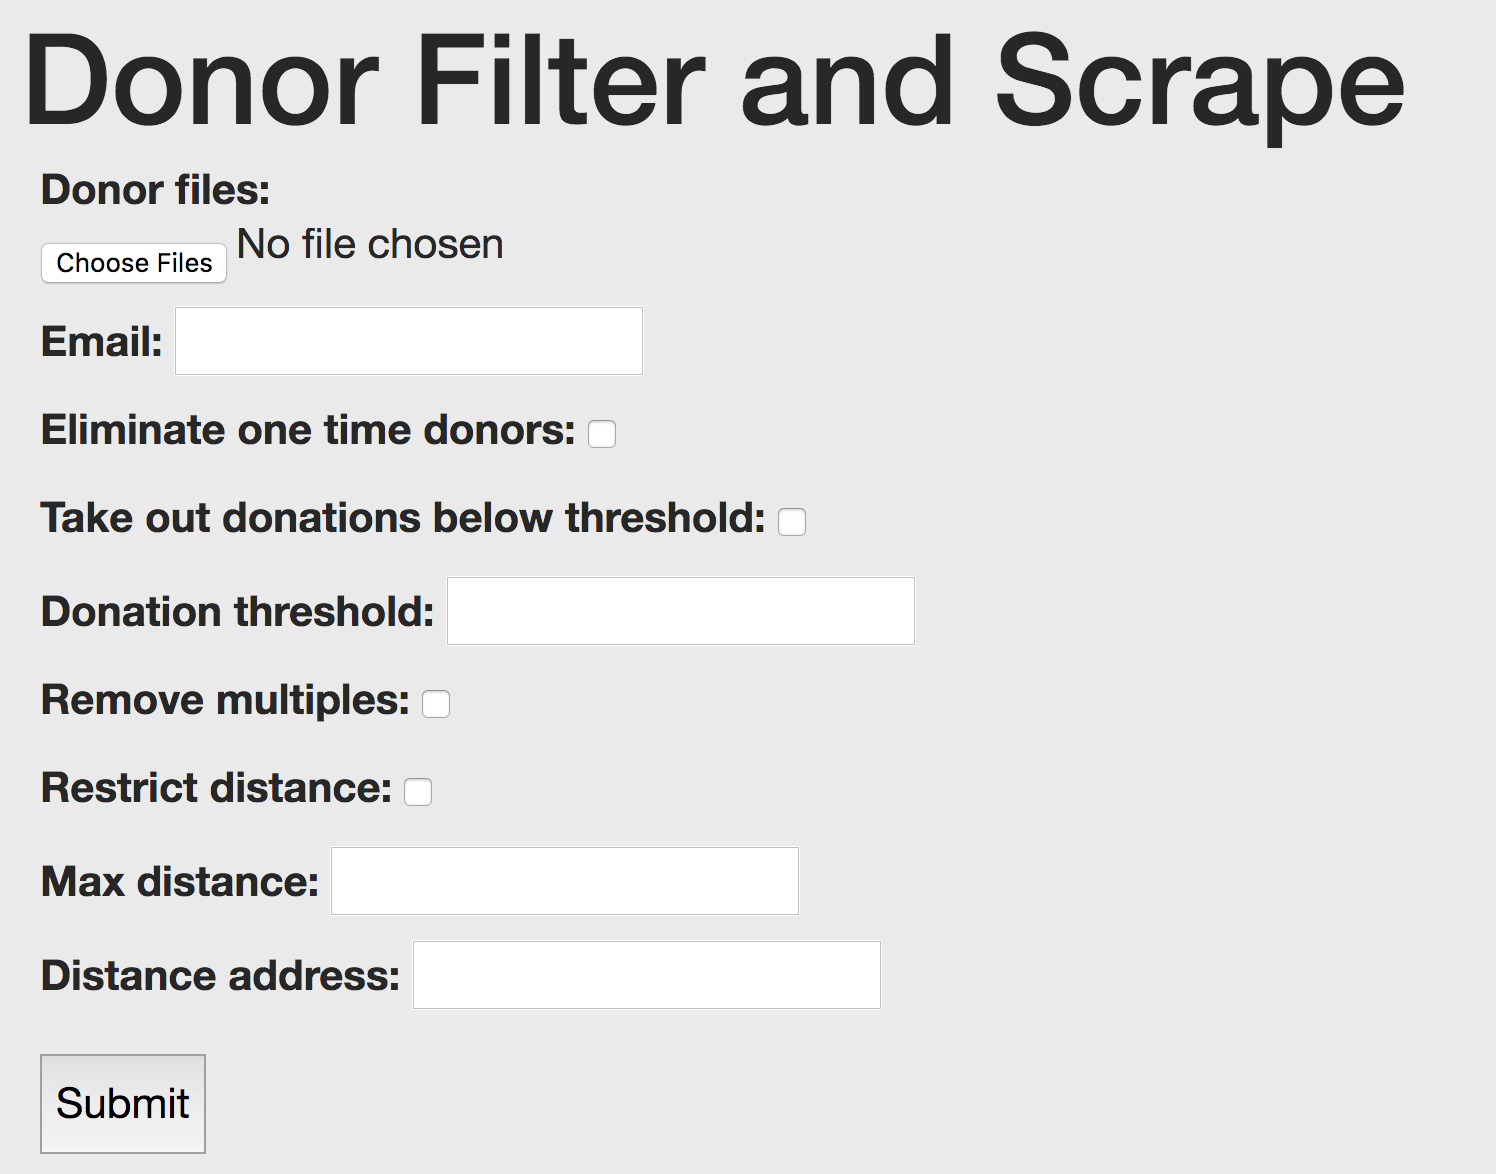 Donor Filter and Scrape
Donor files:
Choose Files No file chosen
Email:
Eliminate one time donors:
Take out donations below threshold:
Donation threshold:
Remove multiples:
Restrict distance:
Max distance:
Distance address:
Submit